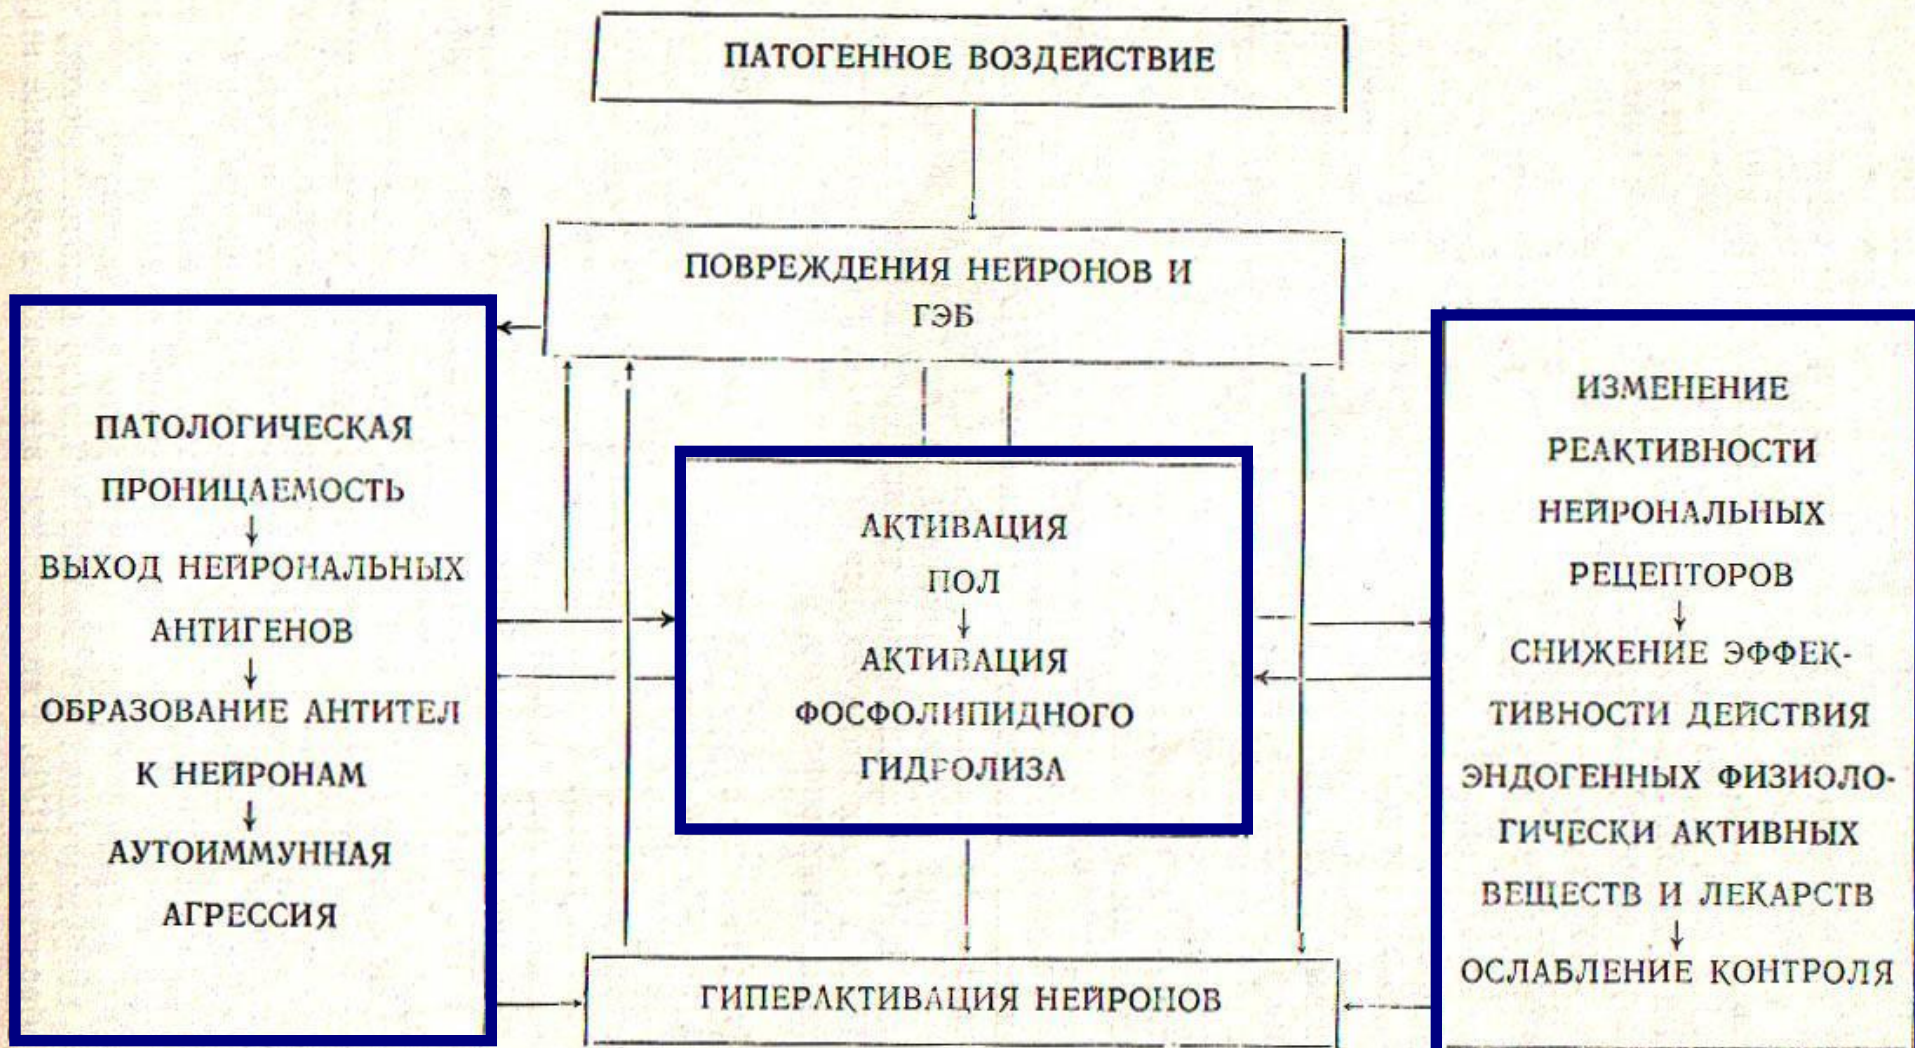 ПАТОГЕННОЕ ВОЗДЕЙСТВИЕ
ПОВРЕЖДЕНИЯ НЕЙРОНОВ И
ГЭБ
ПАТОЛОГИЧЕСКАЯ
ПРОНИЦАЕМОСТЬ
↓
ВЫХОД НЕЙРОНАЛЬНЫХ
АНТИГЕНОВ
↓
ОБРАЗОВАНИЕ АНТИТЕЛ
К НЕЙРОНАМ
↓
АУТОИММУННАЯ
АГРЕССИЯ
АКТИВАЦИЯ
ПОЛ
↓
АКТИВАЦИЯ
ФОСФОЛИПИДНОГО
ГИДРОЛИЗА
ИЗМЕНЕНИЕ
РЕАКТИВНОСТИ
НЕЙРОНАЛЬНЫХ
РЕЦЕПТОРОВ
↓
СНИЖЕНИЕ ЭФФЕК-
ТИВНОСТИ ДЕЙСТВИЯ
ЭНДОГЕННЫХ ФИЗИОЛО-
ГИЧЕСКИ АКТИВНЫХ
ВЕЩЕСТВ И ЛЕКАРСТВ
↓
ОСЛАБЛЕНИЕ КОНТРОЛЯ
ГИПЕРАКТИВАЦИЯ НЕЙРОНОВ